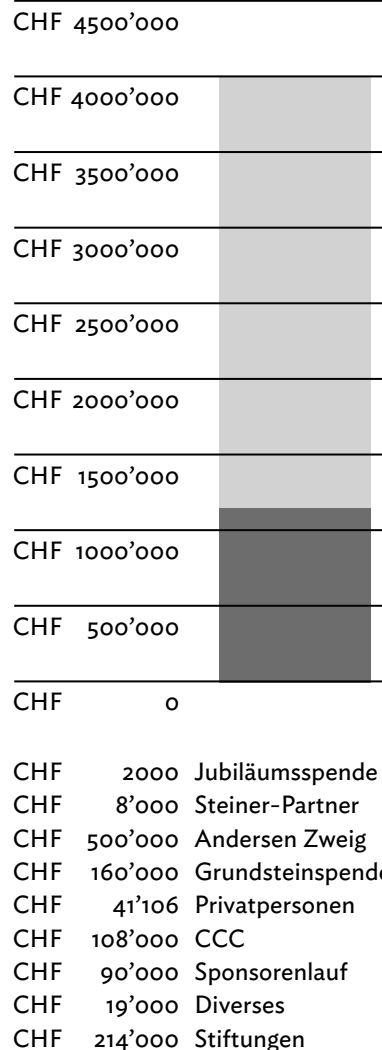 CHF 4500’000
CHF 4000’000
CHF 3500’000
CHF 3000’000
CHF 2500’000
CHF 2000’000
CHF 1500’000
CHF 1000’000
CHF 500’000
CHF 0
CHF 2000 Jubiläumsspende
CHF 8’000 Steiner-Partner
CHF 500’000 Andersen Zweig
CHF 160’000 Grundsteinspende
CHF 41’106 Privatpersonen
CHF 108’000 CCC
CHF 90’000 Sponsorenlauf
CHF 19’000 Diverses
CHF 214’000 Stiftungen